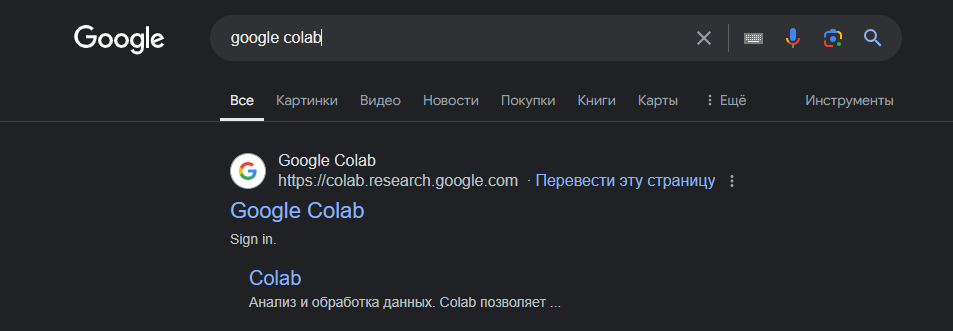 Google
google colab
Все Картинки Видео Новости Покупки Книги Карты Ещё Инструменты
Google Colab
https://colab.research.google.com · Перевести эту страницу
Google Colab
Sign in.
Colab
Анализ и обработка данных. Colab позволяет ...